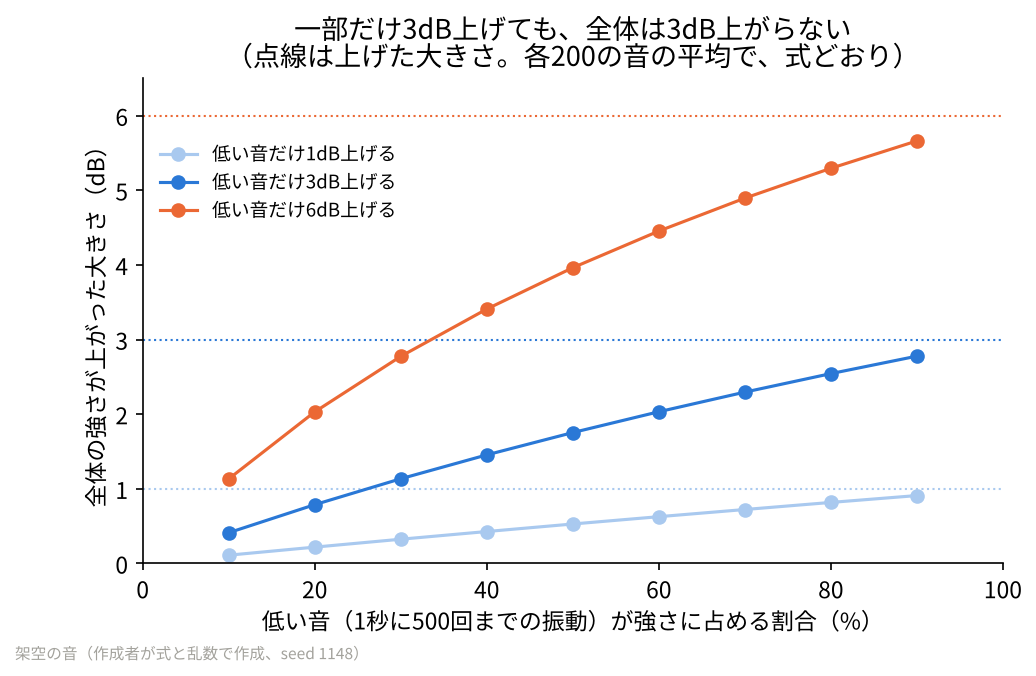 一部だけ3dB上げても、全体は3dB上がらない
（点線は上げた大きさ。各200の音の平均で、式どおり）
全体の強さが上がった大きさ（dB）
6
5
4
3
2
1
0
低い音だけ1dB上げる
低い音だけ3dB上げる
低い音だけ6dB上げる
0 20 40 60 80 100
低い音（1秒に500回までの振動）が強さに占める割合（%）
架空の音（作成者が式と乱数で作成、seed 1148）